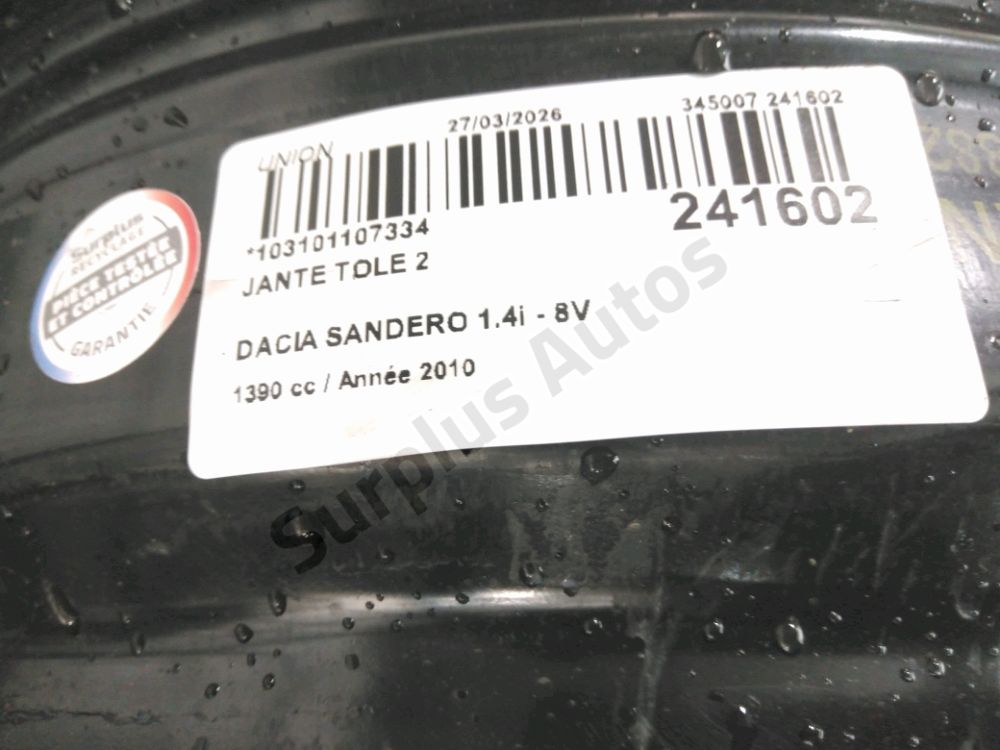 UNION
27/03/2026
345007 241602
*103101107334
241602
JANTE TOLE 2
DACIA SANDERO 1.4i - 8V
1390 cc / Année 2010
Surplus
RECYCLAGE
PIÈCE TESTÉE
ET CONTRÔLÉE
GARANTIE
Surplus Autos